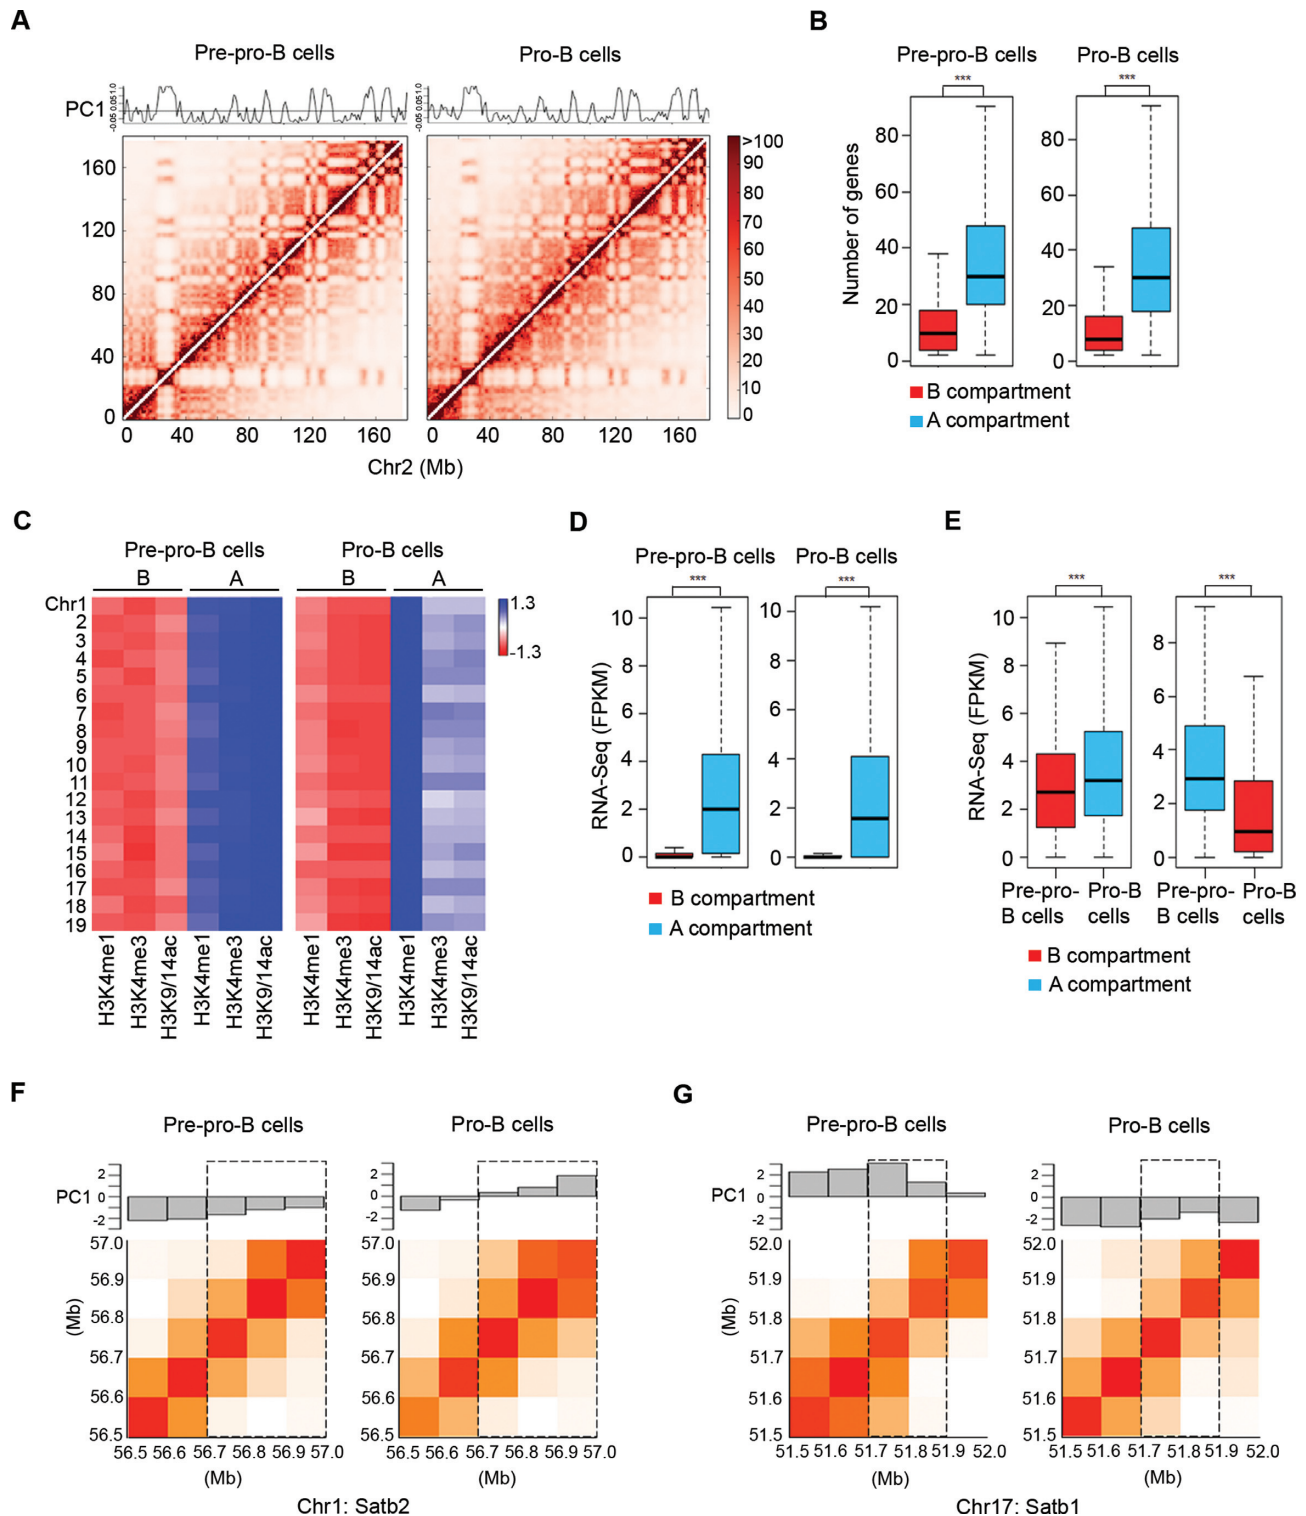 A
Pre-pro-B cells
Pro-B cells
PC1
-0.05 0.05 1.0
-0.05 0.05 1.0
160
120
80
40
0
0 40 80 120 160
0 40 80 120 160
Chr2 (Mb)
>100
90
80
70
60
50
40
30
20
10
0
B
Pre-pro-B cells
Pro-B cells
***
***
Number of genes
80
60
40
20
0
80
60
40
20
0
B compartment
A compartment
C
Pre-pro-B cells
Pro-B cells
B A B A
Chr1
2
3
4
5
6
7
8
9
10
11
12
13
14
15
16
17
18
19
1.3
-1.3
H3K4me1
H3K4me3
H3K9/14ac
H3K4me1
H3K4me3
H3K9/14ac
H3K4me1
H3K4me3
H3K9/14ac
H3K4me1
H3K4me3
H3K9/14ac
D
Pre-pro-B cells
Pro-B cells
***
***
RNA-Seq (FPKM)
10
8
6
4
2
0
10
8
6
4
2
0
B compartment
A compartment
E
***
***
RNA-Seq (FPKM)
10
8
6
4
2
0
8
6
4
2
0
Pre-pro-
B cells
Pro-B
cells
Pre-pro-
B cells
Pro-B
cells
B compartment
A compartment
F
Pre-pro-B cells
Pro-B cells
PC1
2
0
-2
2
0
-2
57.0
56.9
56.8
56.7
56.6
56.5
(Mb)
57.0
56.9
56.8
56.7
56.6
56.5
56.5 56.6 56.7 56.8 56.9 57.0
56.5 56.6 56.7 56.8 56.9 57.0
(Mb)
(Mb)
Chr1: Satb2
G
Pre-pro-B cells
Pro-B cells
PC1
2
0
-2
2
0
-2
52.0
51.9
51.8
51.7
51.6
51.5
(Mb)
52.0
51.9
51.8
51.7
51.6
51.5
51.5 51.6 51.7 51.8 51.9 52.0
51.5 51.6 51.7 51.8 51.9 52.0
(Mb)
(Mb)
Chr17: Satb1